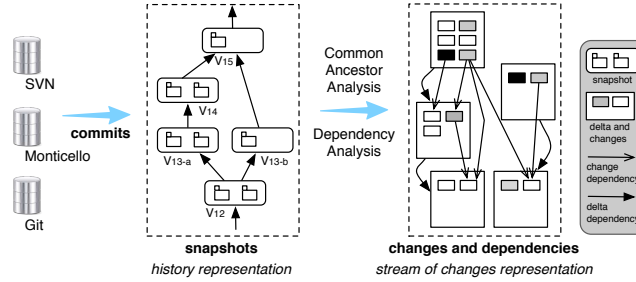 SVN
Monticello
Git
commits
V15
V14
V13-a
V13-b
V12
snapshots
history representation
Common
Ancestor
Analysis
Dependency
Analysis
changes and dependencies
stream of changes representation
snapshot
delta and
changes
change
dependency
delta
dependency